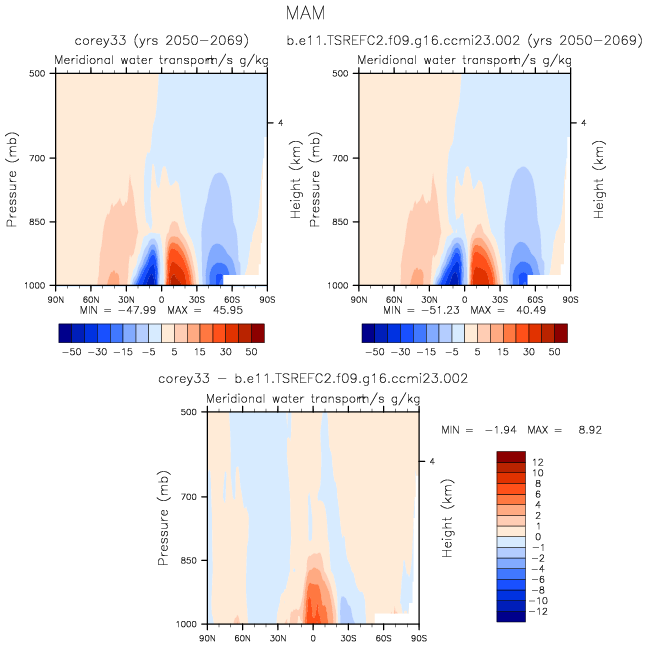 MAM
corey33 (yrs 2050-2069)
b.e11.TSREFC2.f09.g16.ccmi23.002 (yrs 2050-2069)
Meridional water transport m/s g/kg
Meridional water transport m/s g/kg
500
700
850
1000
Pressure (mb)
90N 60N 30N 0 30S 60S 90S
4
Height (km)
MIN = -47.99 MAX = 45.95
-50 -30 -15 -5 5 15 30 50
500
700
850
1000
Pressure (mb)
90N 60N 30N 0 30S 60S 90S
4
Height (km)
MIN = -51.23 MAX = 40.49
-50 -30 -15 -5 5 15 30 50
corey33 - b.e11.TSREFC2.f09.g16.ccmi23.002
Meridional water transport m/s g/kg
500
700
850
1000
Pressure (mb)
90N 60N 30N 0 30S 60S 90S
4
Height (km)
MIN = -1.94 MAX = 8.92
12
10
8
6
4
2
1
0
-1
-2
-4
-6
-8
-10
-12